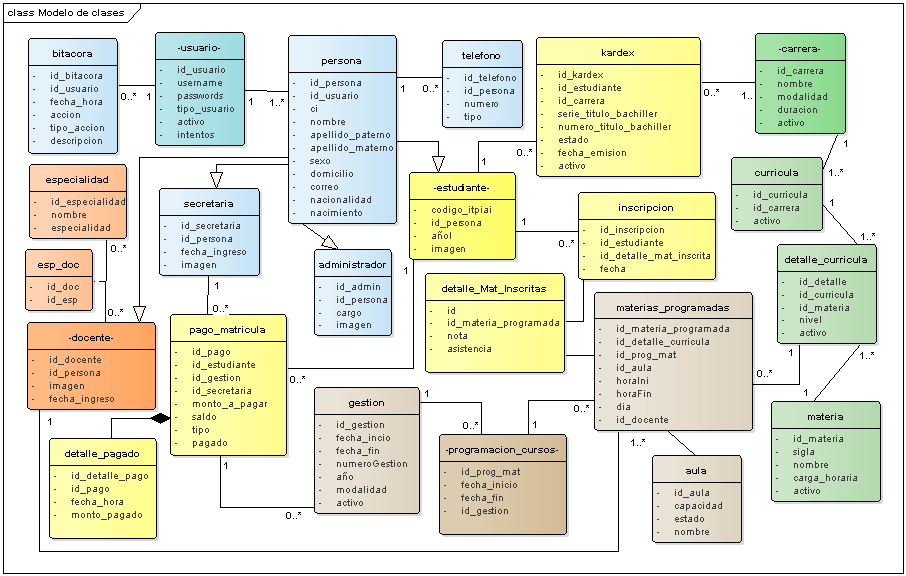 class Modelo de clases
bitacora
- id_bitacora
- id_usuario
- fecha_hora
- accion
- tipo_accion
- descripcion
0..*
1
-usuario-
- id_usuario
- username
- passwords
- tipo_usuario
- activo
- intentos
1
1..*
persona
- id_persona
- id_usuario
- ci
- nombre
- apellido_paterno
- apellido_materno
- sexo
- domicilio
- correo
- nacionalidad
- nacimiento
1
0..*
telefono
- id_telefono
- id_persona
- numero
- tipo
kardex
- id_kardex
- id_estudiante
- id_carrera
- serie_titulo_bachiller
- numero_titulo_bachiller
- estado
- fecha_emision
- activo
0..*
1..
-carrera-
- id_carrera
- nombre
- modalidad
- duracion
- activo
1
1..*
0..*
1
especialidad
- id_especialidad
- nombre
- especialidad
0..*
secretaria
- id_secretaria
- id_persona
- fecha_ingreso
- imagen
1
0..*
-estudiante-
- codigo_itpiai
- id_persona
- añoI
- imagen
1
0..*
1
inscripcion
- id_inscripcion
- id_estudiante
- id_detalle_mat_inscrita
- fecha
curricula
- id_curricula
- id_carrera
- activo
1
1..*
esp_doc
- id_doc
- id_esp
0..*
administrador
- id_admin
- id_persona
- cargo
- imagen
detalle_Mat_Inscritas
- id
- id_materia_programada
- nota
- asistencia
detalle_curricula
- id_detalle
- id_curricula
- id_materia
- nivel
- activo
1
1..*
-docente-
- id_docente
- id_persona
- imagen
- fecha_ingreso
1
pago_matricula
- id_pago
- id_estudiante
- id_gestion
- id_secretaria
- monto_a_pagar
- saldo
- tipo
- pagado
0..*
1
0..*
materias_programadas
- id_materia_programada
- id_detalle_curricula
- id_prog_mat
- id_aula
- horaIni
- horaFin
- dia
- id_docente
0..*
0..*
1..*
gestion
- id_gestion
- fecha_incio
- fecha_fin
- numeroGestion
- año
- modalidad
- activo
1
0..*
1
-programacion_cursos-
- id_prog_mat
- fecha_inicio
- fecha_fin
- id_gestion
materia
- id_materia
- sigla
- nombre
- carga_horaria
- activo
1
detalle_pagado
- id_detalle_pago
- id_pago
- fecha_hora
- monto_pagado
aula
- id_aula
- capacidad
- estado
- nombre